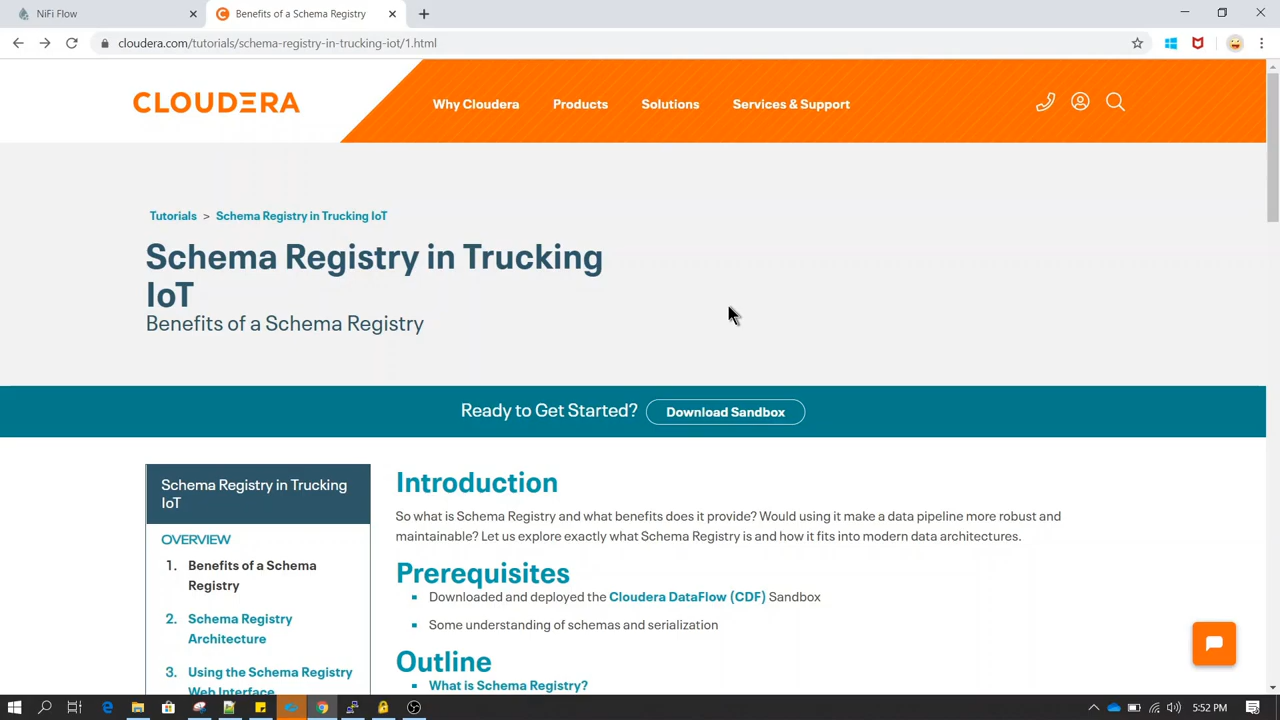 NiFi Flow
Benefits of a Schema Registry
cloudera.com/tutorials/schema-registry-in-trucking-iot/1.html
CLOUDERA
Why Cloudera
Products
Solutions
Services & Support
Tutorials > Schema Registry in Trucking IoT
Schema Registry in Trucking
IoT
Benefits of a Schema Registry
Ready to Get Started?
Download Sandbox
Schema Registry in Trucking
IoT
OVERVIEW
1. Benefits of a Schema
Registry
2. Schema Registry
Architecture
3. Using the Schema Registry
Web Interface
Introduction
So what is Schema Registry and what benefits does it provide? Would using it make a data pipeline more robust and
maintainable? Let us explore exactly what Schema Registry is and how it fits into modern data architectures.
Prerequisites
Downloaded and deployed the Cloudera DataFlow (CDF) Sandbox
Some understanding of schemas and serialization
Outline
What is Schema Registry?
5:52 PM